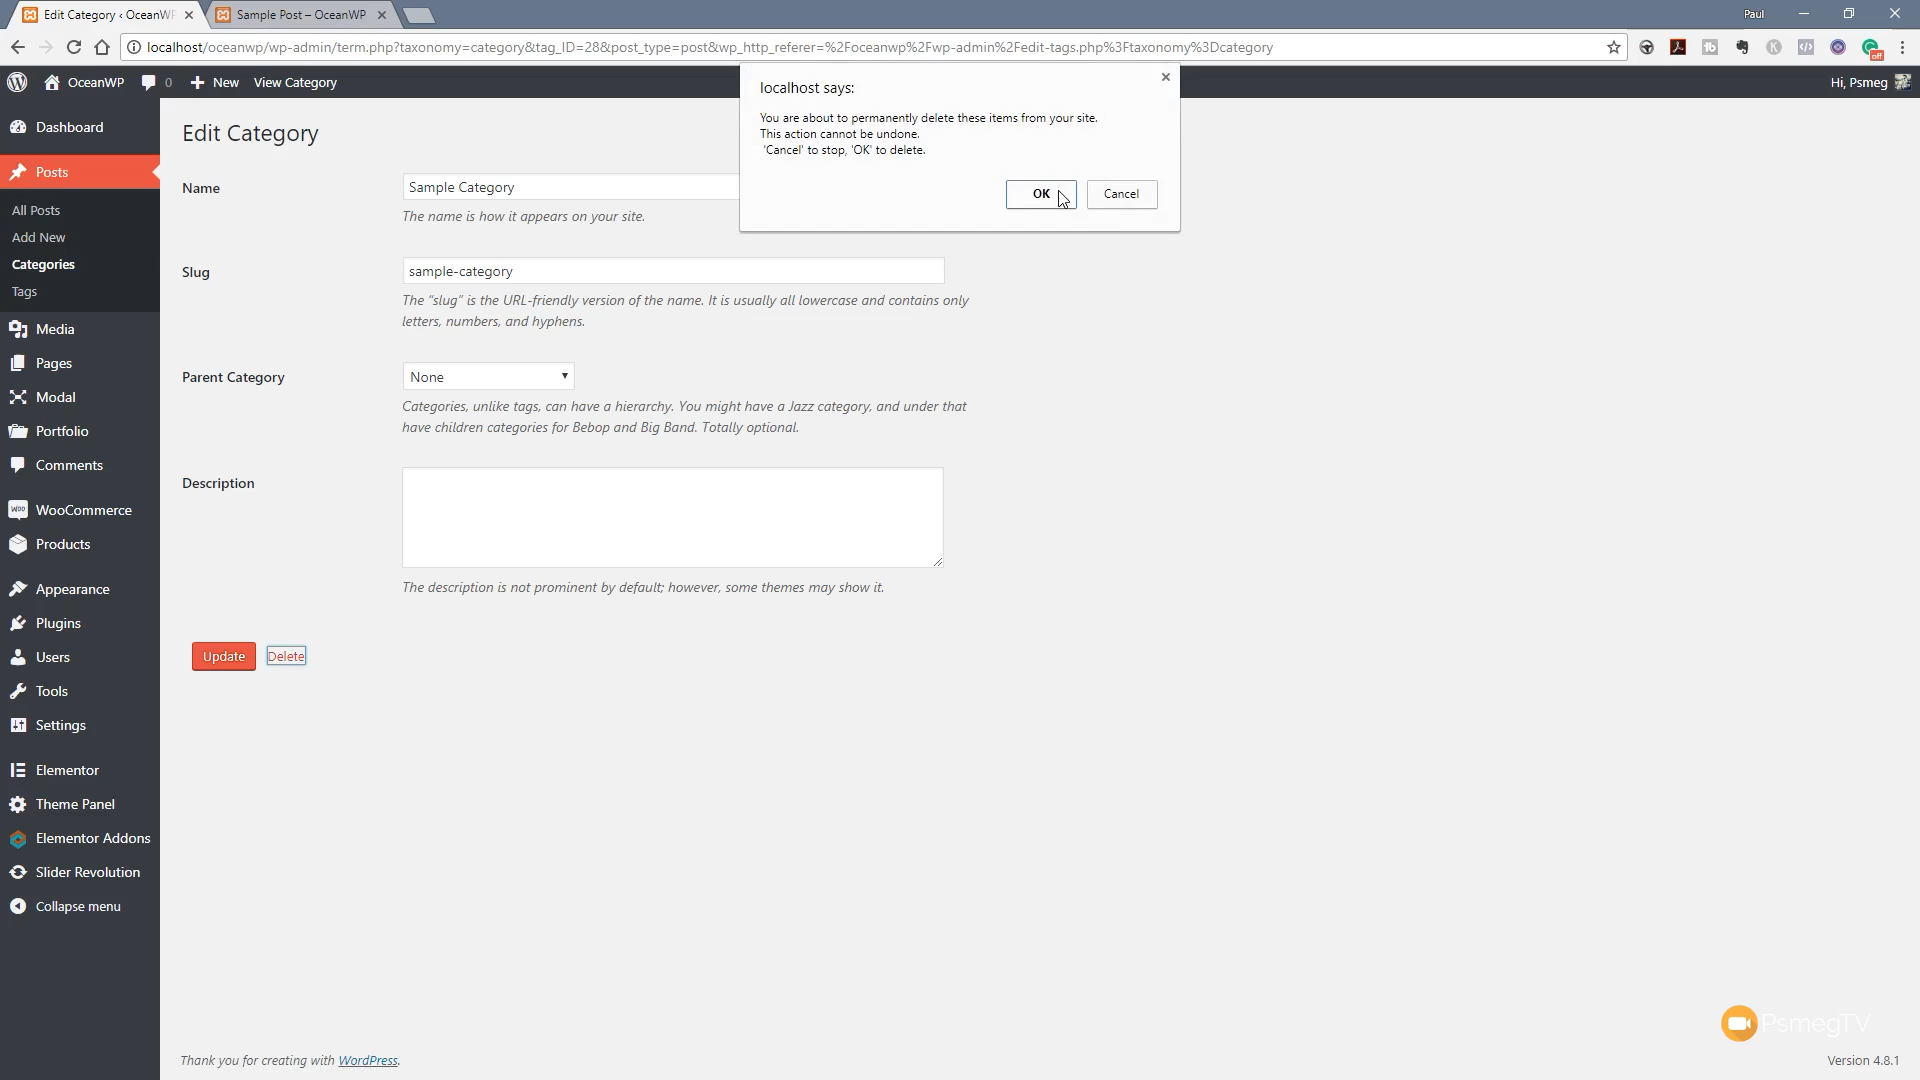 Edit Category ‹ OceanWP
Sample Post – OceanWP
Paul
localhost/oceanwp/wp-admin/term.php?taxonomy=category&tag_ID=28&post_type=post&wp_http_referer=%2Foceanwp%2Fwp-admin%2Fedit-tags.php%3Ftaxonomy%3Dcategory
off
OceanWP
0
New
View Category
Hi, Psmeg
localhost says:
You are about to permanently delete these items from your site.
This action cannot be undone.
'Cancel' to stop, 'OK' to delete.
OK
Cancel
Dashboard
Posts
All Posts
Add New
Categories
Tags
Media
Pages
Modal
Portfolio
Comments
WooCommerce
Products
Appearance
Plugins
Users
Tools
Settings
Elementor
Theme Panel
Elementor Addons
Slider Revolution
Collapse menu
Edit Category
Name
Sample Category
The name is how it appears on your site.
Slug
sample-category
The “slug” is the URL-friendly version of the name. It is usually all lowercase and contains only
letters, numbers, and hyphens.
Parent Category
None
Categories, unlike tags, can have a hierarchy. You might have a Jazz category, and under that
have children categories for Bebop and Big Band. Totally optional.
Description
The description is not prominent by default; however, some themes may show it.
Update
Delete
PsmegTV
Thank you for creating with WordPress.
Version 4.8.1